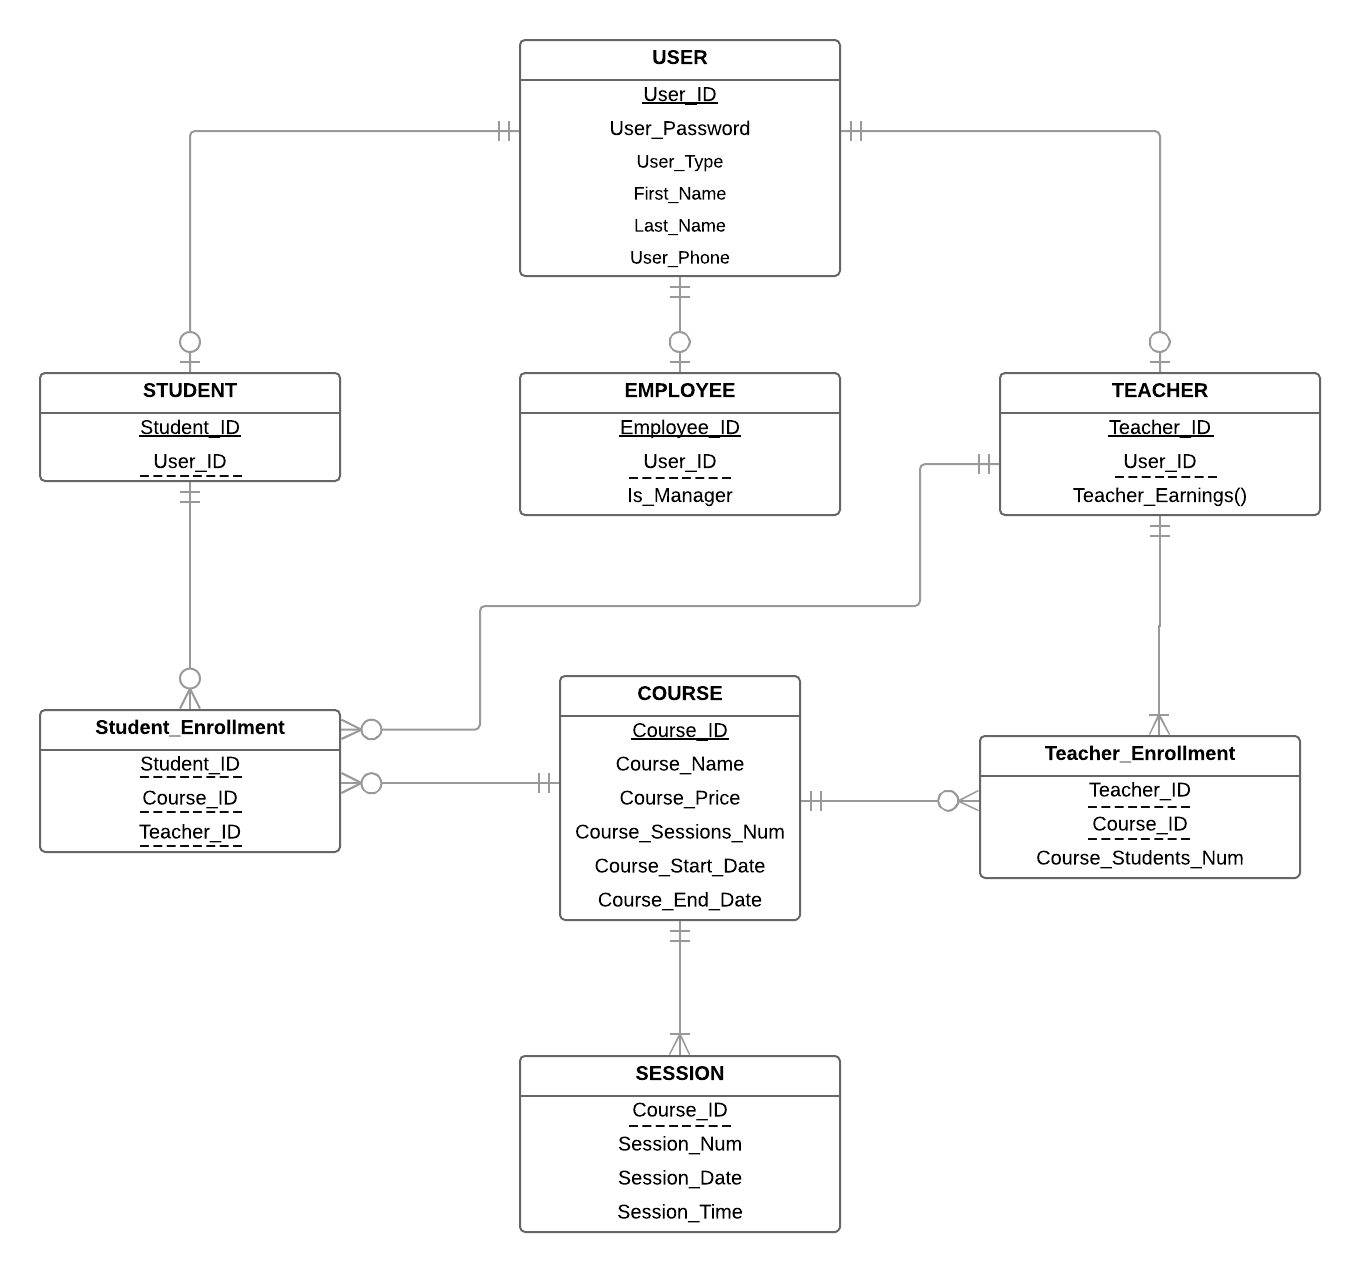 USER
User_ID
User_Password
User_Type
First_Name
Last_Name
User_Phone
STUDENT
Student_ID
User_ID
EMPLOYEE
Employee_ID
User_ID
Is_Manager
TEACHER
Teacher_ID
User_ID
Teacher_Earnings()
Student_Enrollment
Student_ID
Course_ID
Teacher_ID
COURSE
Course_ID
Course_Name
Course_Price
Course_Sessions_Num
Course_Start_Date
Course_End_Date
Teacher_Enrollment
Teacher_ID
Course_ID
Course_Students_Num
SESSION
Course_ID
Session_Num
Session_Date
Session_Time